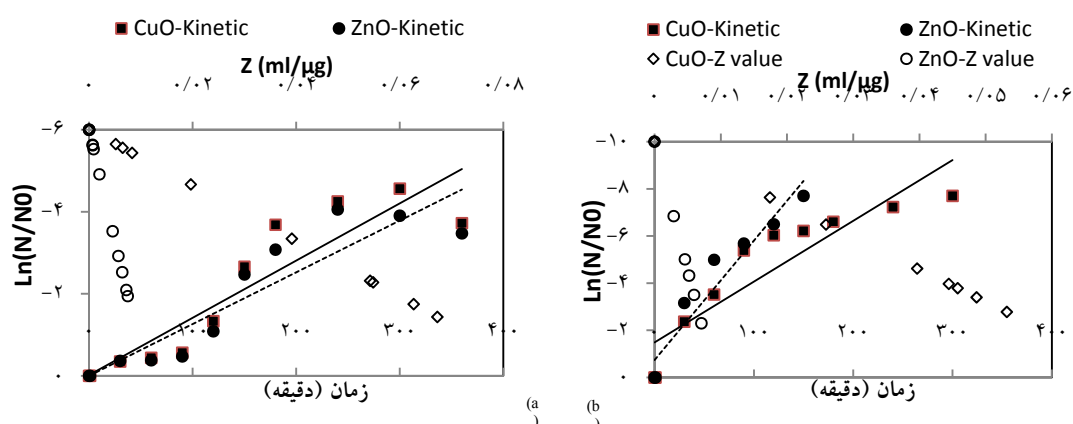 CuO-Kinetic ZnO-Kinetic
Z (ml/µg)
۰ ۰/۰۲ ۰/۰۴ ۰/۰۶ ۰/۰۸
-۶
-۴
-۲
۰
Ln(N/N0)
۰ ۱۰۰ ۲۰۰ ۳۰۰ ۴۰۰
زمان (دقیقه)
(a
)
CuO-Kinetic ZnO-Kinetic
CuO-Z value ZnO-Z value
Z (ml/µg)
۰ ۰/۰۱ ۰/۰۲ ۰/۰۳ ۰/۰۴ ۰/۰۵ ۰/۰۶
-۱۰
-۸
-۶
-۴
-۲
۰
Ln(N/N0)
۰ ۱۰۰ ۲۰۰ ۳۰۰ ۴۰۰
زمان (دقیقه)
(b
)